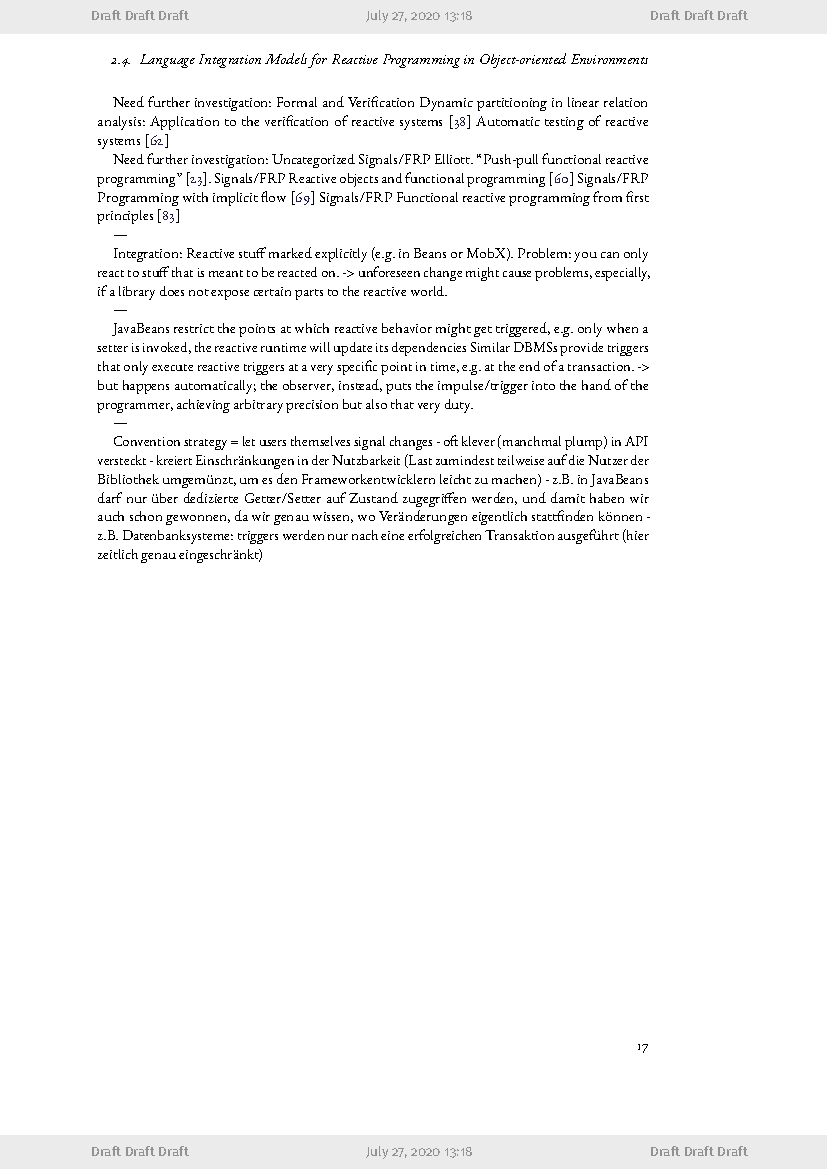 Draft Draft Draft July 27, 2020 13:18 Draft Draft Draft
2.4. Language Integration Models for Reactive Programming in Object-oriented Environments
Need further investigation: Formal and Verification Dynamic partitioning in linear relation
analysis: Application to the verification of reactive systems [38] Automatic testing of reactive
systems [62]
Need further investigation: Uncategorized Signals/FRP Elliott. “Push-pull functional reactive
programming” [23]. Signals/FRP Reactive objects and functional programming [60] Signals/FRP
Programming with implicit flow [69] Signals/FRP Functional reactive programming from first
principles [83]
—
Integration: Reactive stuff marked explicitly (e.g. in Beans or MobX). Problem: you can only
react to stuff that is meant to be reacted on. -> unforeseen change might cause problems, especially,
if a library does not expose certain parts to the reactive world.
—
JavaBeans restrict the points at which reactive behavior might get triggered, e.g. only when a
setter is invoked, the reactive runtime will update its dependencies Similar DBMSs provide triggers
that only execute reactive triggers at a very specific point in time, e.g. at the end of a transaction. ->
but happens automatically; the observer, instead, puts the impulse/trigger into the hand of the
programmer, achieving arbitrary precision but also that very duty.
—
Convention strategy = let users themselves signal changes - oft klever (manchmal plump) in API
versteckt - kreiert Einschränkungen in der Nutzbarkeit (Last zumindest teilweise auf die Nutzer der
Bibliothek umgemünzt, um es den Frameworkentwicklern leicht zu machen) - z.B. in JavaBeans
darf nur über dedizierte Getter/Setter auf Zustand zugegriffen werden, und damit haben wir
auch schon gewonnen, da wir genau wissen, wo Veränderungen eigentlich stattfinden können -
z.B. Datenbanksysteme: triggers werden nur nach eine erfolgreichen Transaktion ausgeführt (hier
zeitlich genau eingeschränkt)
17
Draft Draft Draft July 27, 2020 13:18 Draft Draft Draft